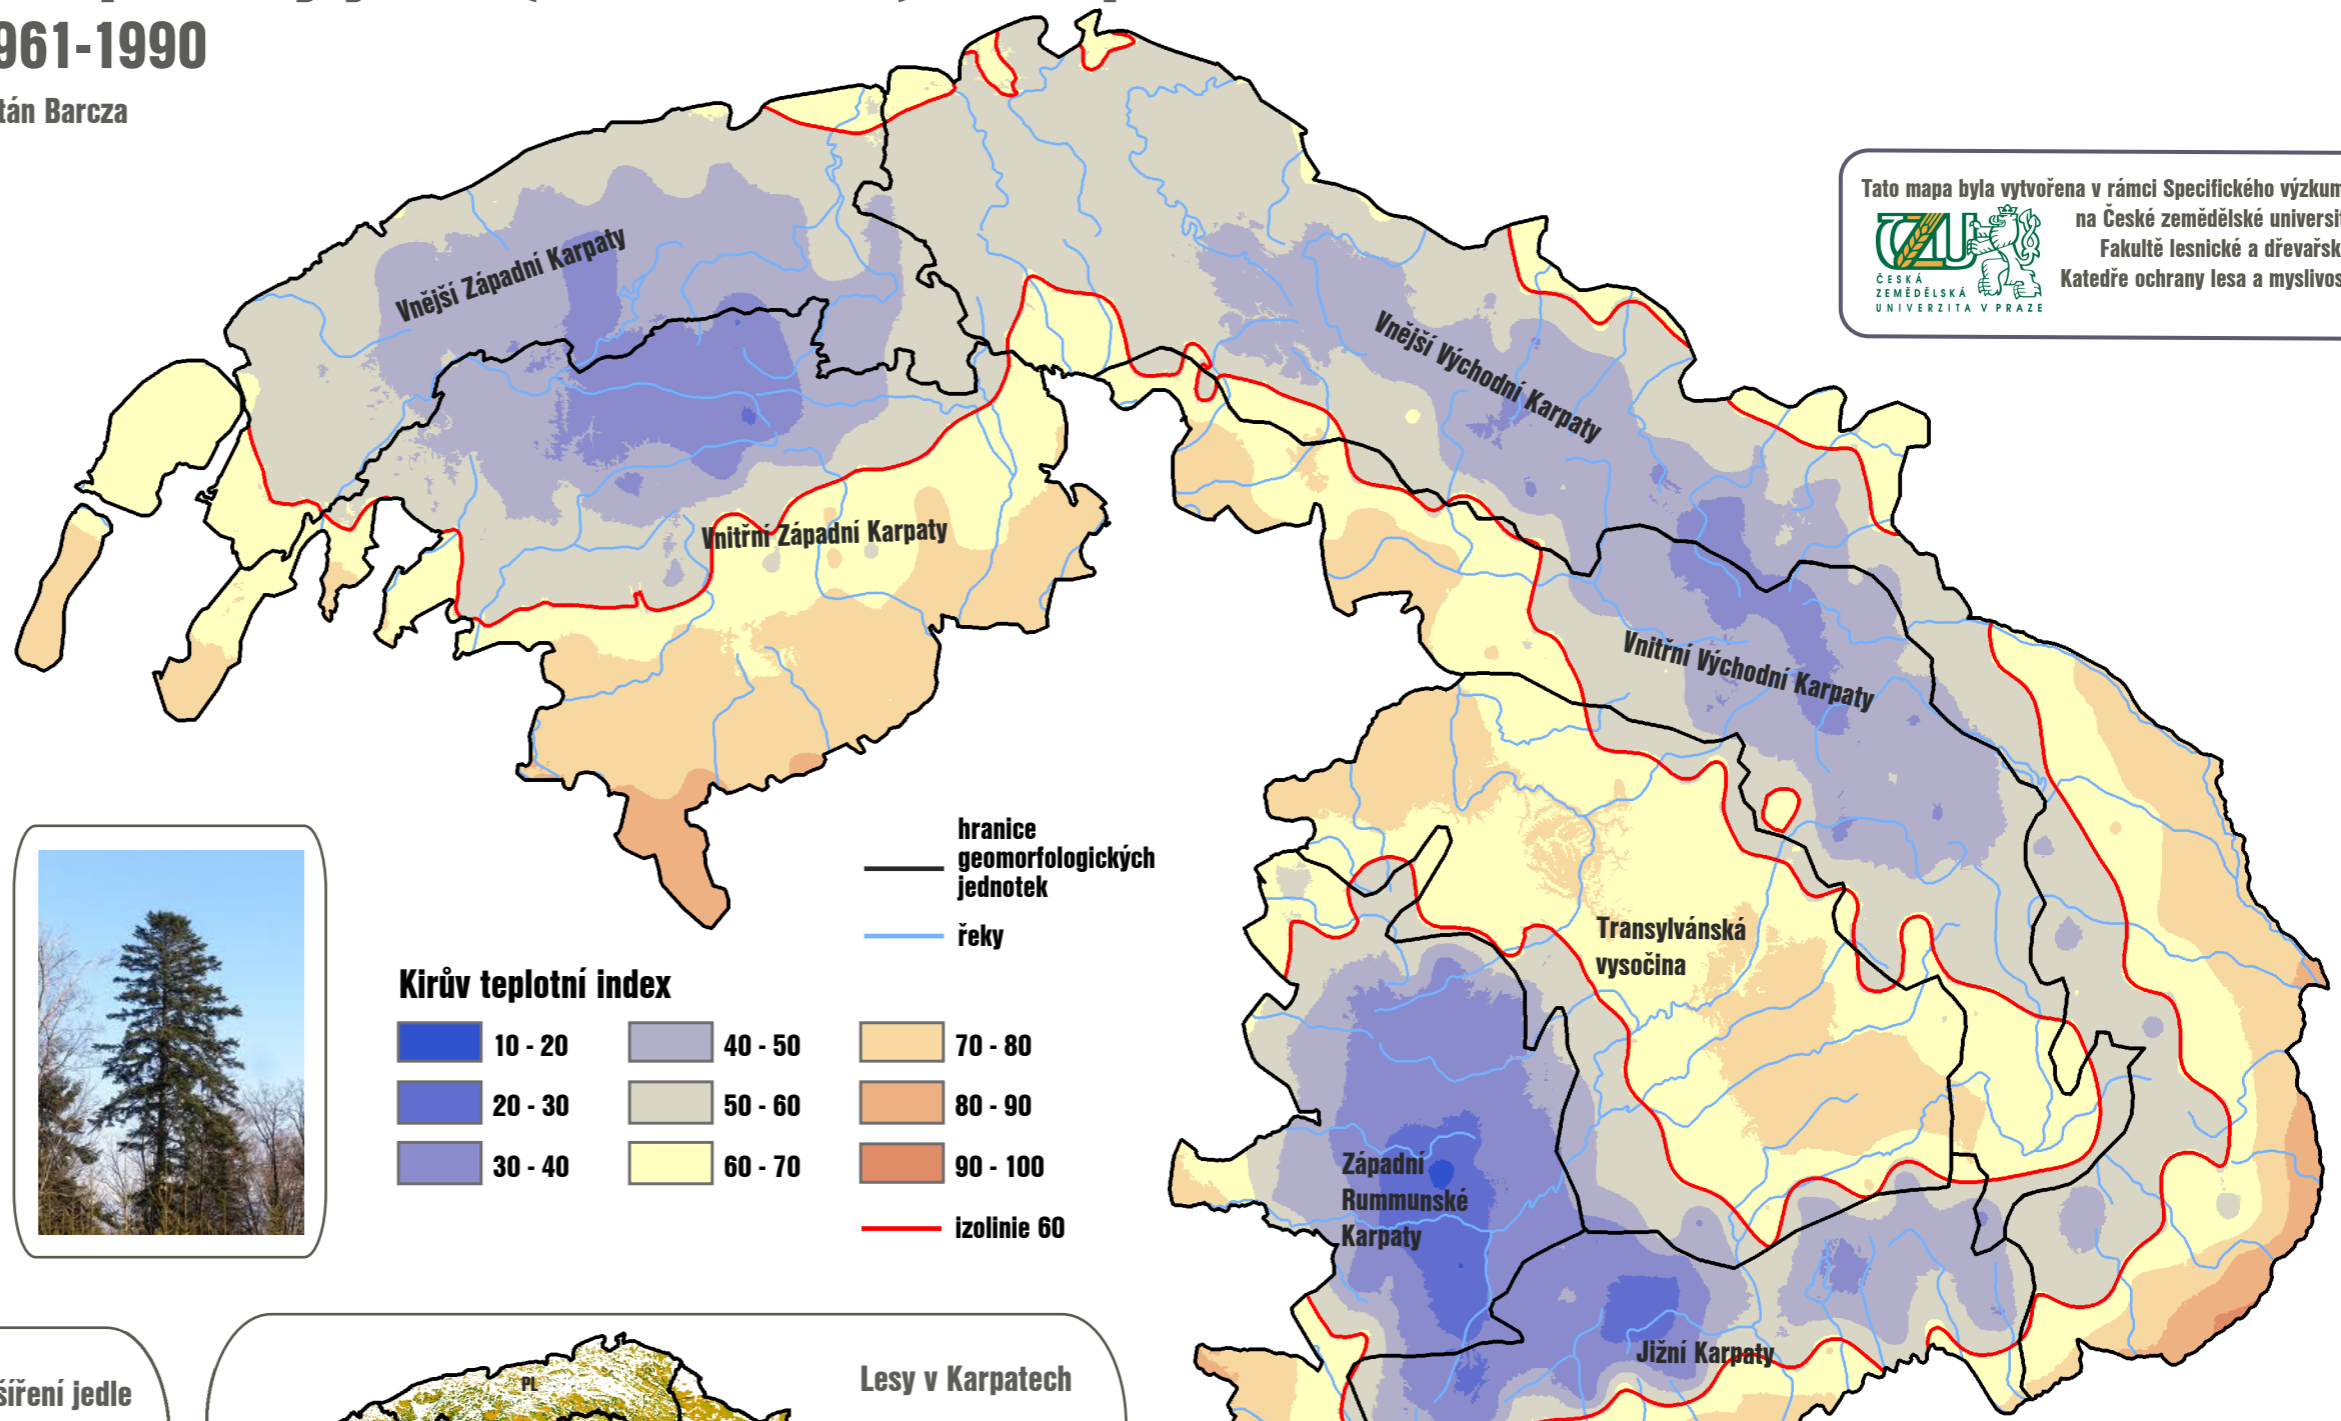 961-1990
tán Barcza
Tato mapa byla vytvořena v rámci Specifického výzkum
na České zemědělské universit
Fakultě lesnické a dřevařsk
Katedře ochrany lesa a myslivos
ČZU
ČESKÁ
ZEMĚDĚLSKÁ
UNIVERZITA V PRAZE
Vnější Západní Karpaty
Vnější Východní Karpaty
Vnitřní Západní Karpaty
Vnitřní Východní Karpaty
Transylvánská
vysočina
Západní
Rummunské
Karpaty
Jižní Karpaty
hranice
geomorfologických
jednotek
řeky
Kirův teplotní index
10 - 20
20 - 30
30 - 40
40 - 50
50 - 60
60 - 70
70 - 80
80 - 90
90 - 100
izolinie 60
šíření jedle
PL
Lesy v Karpatech